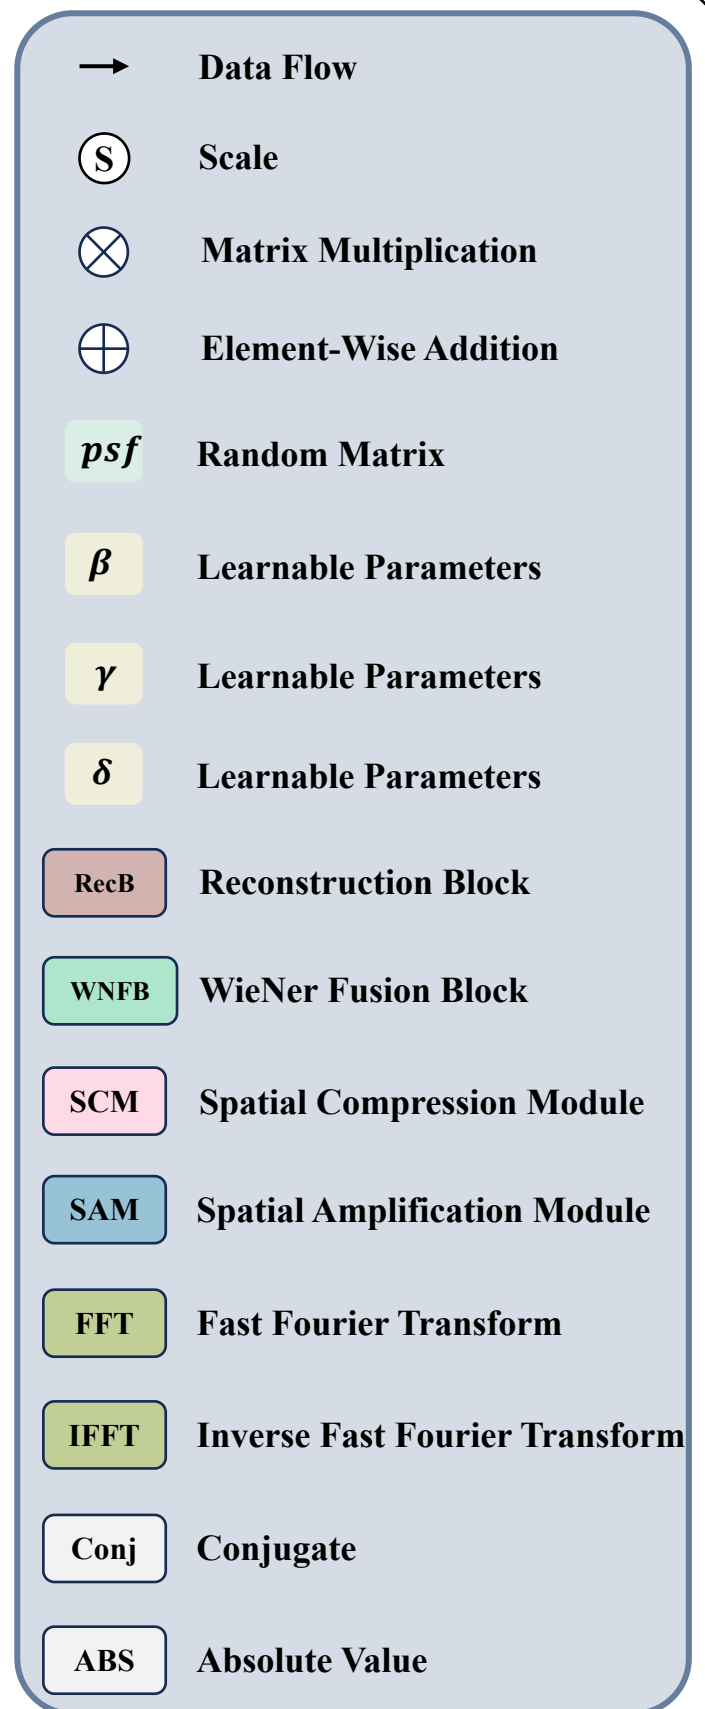 Data Flow
S Scale
Matrix Multiplication
Element-Wise Addition
psf Random Matrix
β Learnable Parameters
γ Learnable Parameters
δ Learnable Parameters
RecB Reconstruction Block
WNFB WieNer Fusion Block
SCM Spatial Compression Module
SAM Spatial Amplification Module
FFT Fast Fourier Transform
IFFT Inverse Fast Fourier Transform
Conj Conjugate
ABS Absolute Value